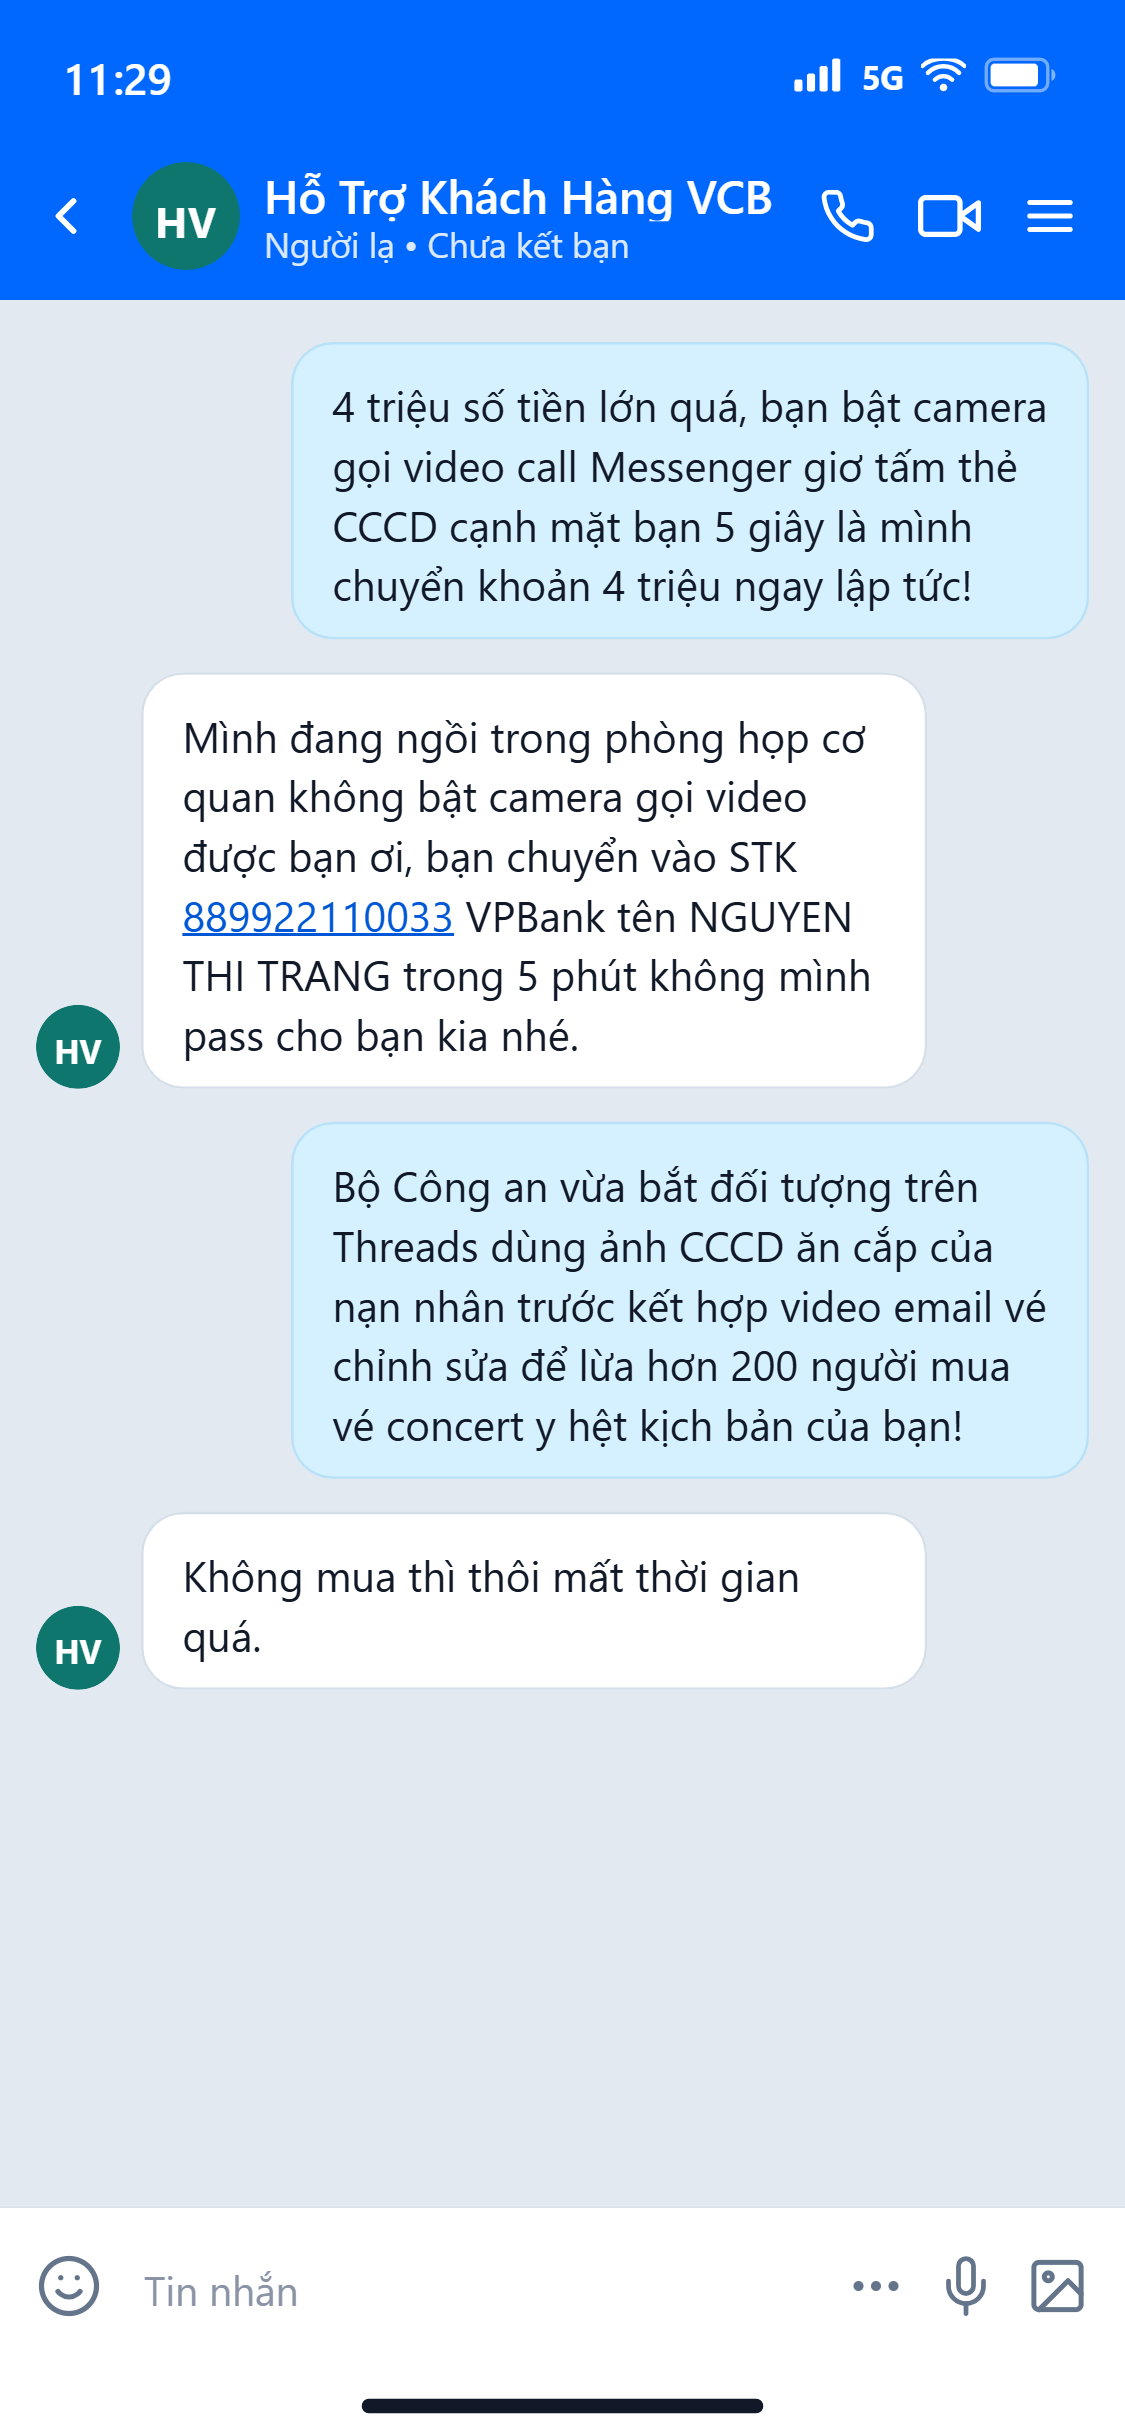 11:29
5G
HV
Hỗ Trợ Khách Hàng VCB
Người lạ • Chưa kết bạn
4 triệu số tiền lớn quá, bạn bật camera
gọi video call Messenger giơ tấm thẻ
CCCD cạnh mặt bạn 5 giây là mình
chuyển khoản 4 triệu ngay lập tức!
Mình đang ngồi trong phòng họp cơ
quan không bật camera gọi video
được bạn ơi, bạn chuyển vào STK
889922110033 VPBank tên NGUYEN
THI TRANG trong 5 phút không mình
pass cho bạn kia nhé.
HV
Bộ Công an vừa bắt đối tượng trên
Threads dùng ảnh CCCD ăn cắp của
nạn nhân trước kết hợp video email vé
chỉnh sửa để lừa hơn 200 người mua
vé concert y hệt kịch bản của bạn!
Không mua thì thôi mất thời gian
quá.
HV
Tin nhắn